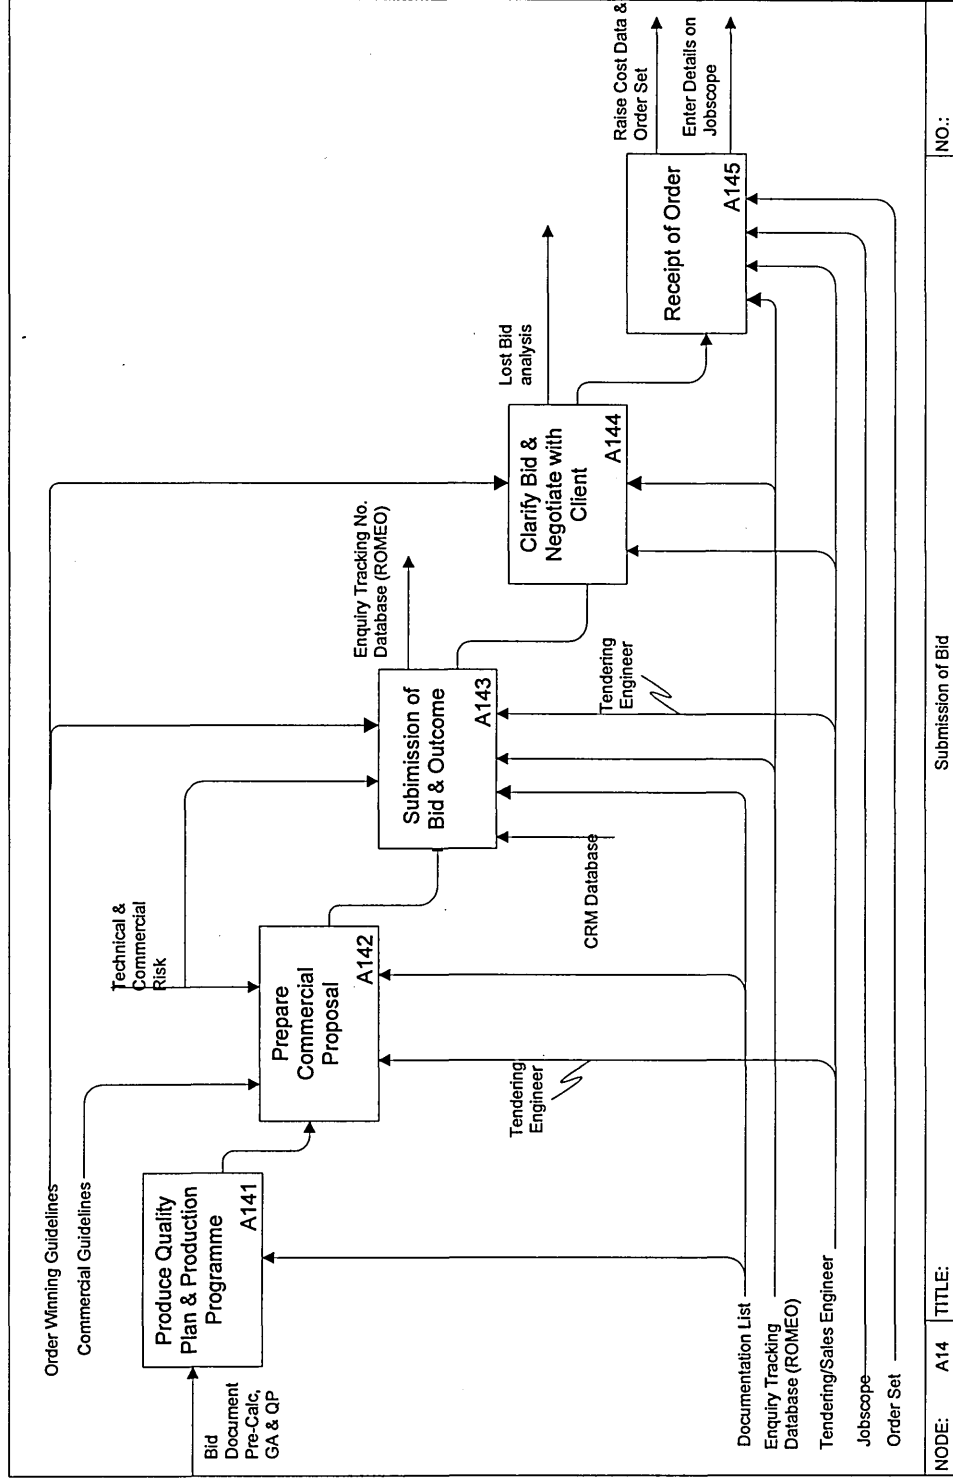 Order Winning Guidelines
Commercial Guidelines
Technical &
Commercial
Risk
Bid
Document
Pre-Calc,
GA & QP
Produce Quality
Plan & Production
Programme
A141
Prepare
Commercial
Proposal
A142
Subimission of
Bid & Outcome
A143
Enquiry Tracking No.
Database (ROMEO)
Clarify Bid &
Negotiate with
Client
A144
Lost Bid
analysis
Receipt of Order
A145
Raise Cost Data &
Order Set
Enter Details on
Jobscope
Tendering
Engineer
CRM Database
Tendering
Engineer
Documentation List
Enquiry Tracking
Database (ROMEO)
Tendering/Sales Engineer
Jobscope
Order Set
NODE: A14 TITLE: Submission of Bid NO.: